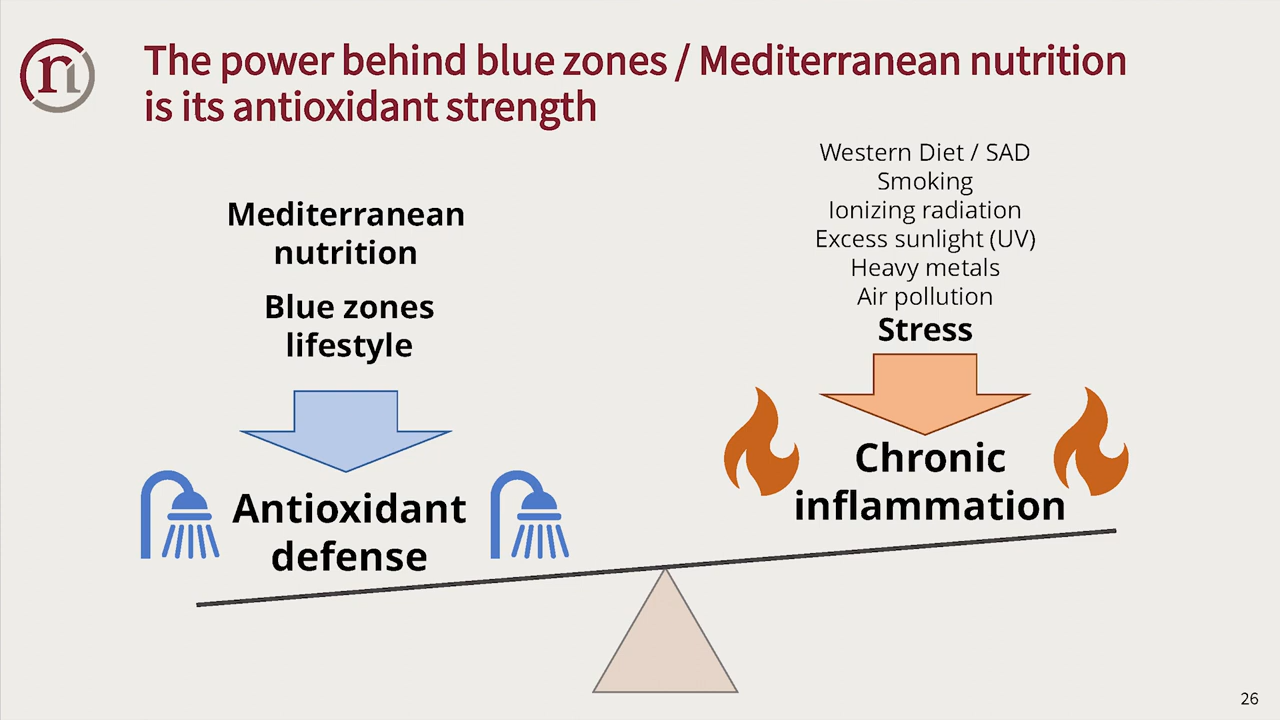 The power behind blue zones / Mediterranean nutrition
is its antioxidant strength
Mediterranean
nutrition
Blue zones
lifestyle
Antioxidant
defense
Western Diet / SAD
Smoking
Ionizing radiation
Excess sunlight (UV)
Heavy metals
Air pollution
Stress
Chronic
inflammation
26